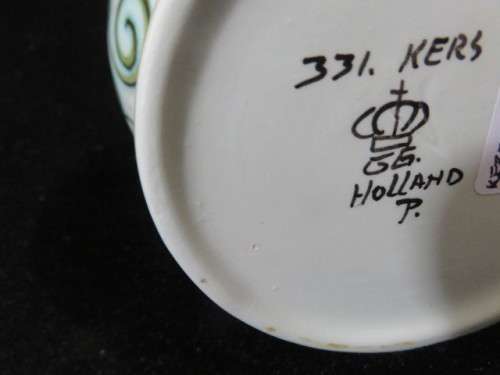 331. KERS
GG.
HOLLAND
P.